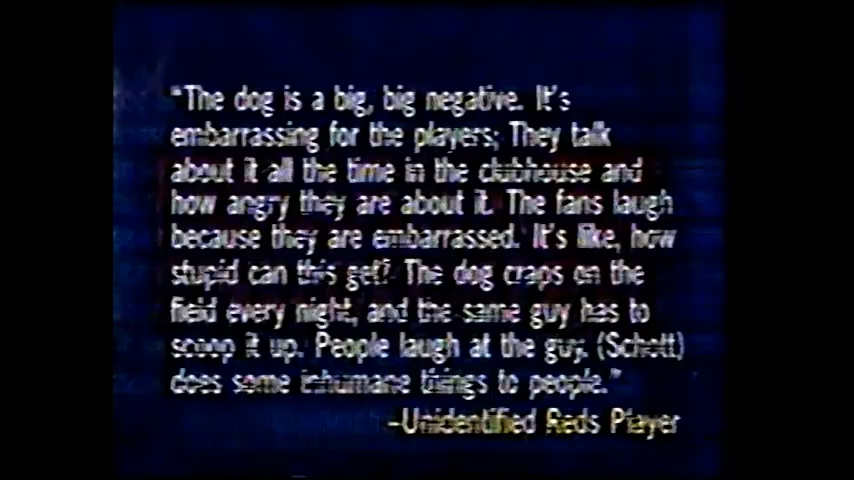 "The dog is a big, big negative. It's
embarrassing for the players; They talk
about it all the time in the clubhouse and
how angry they are about it. The fans laugh
because they are embarrassed. It's like, how
stupid can this get? The dog craps on the
field every night, and the same guy has to
scoop it up. People laugh at the guy. (Schott)
does some inhumane things to people."
-Unidentified Reds Player